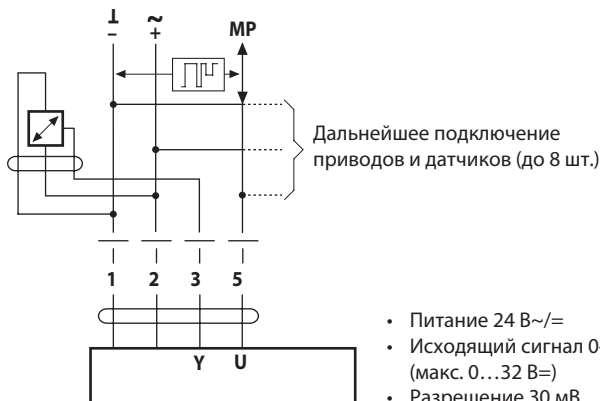 ⊥ ~
– + MP
Дальнейшее подключение
приводов и датчиков (до 8 шт.)
1 2 3 5
Y U
• Питание 24 В~/=
• Исходящий сигнал 0
(макс. 0…32 В=)
• Разрешение 30 мВ